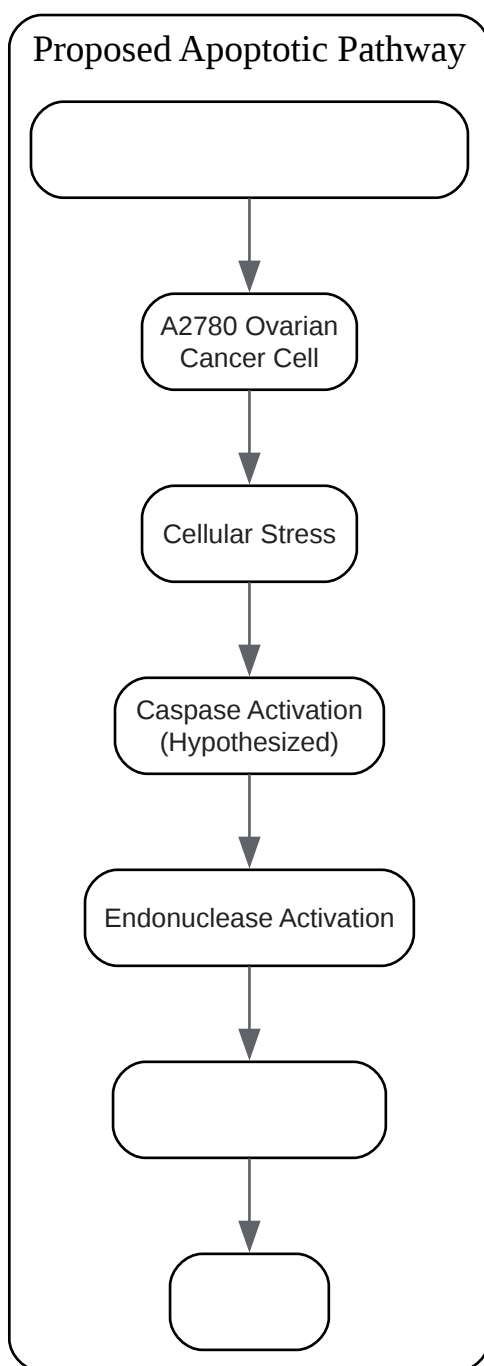 Proposed Apoptotic Pathway
A2780 Ovarian
Cancer Cell
Cellular Stress
Caspase Activation
(Hypothesized)
Endonuclease Activation